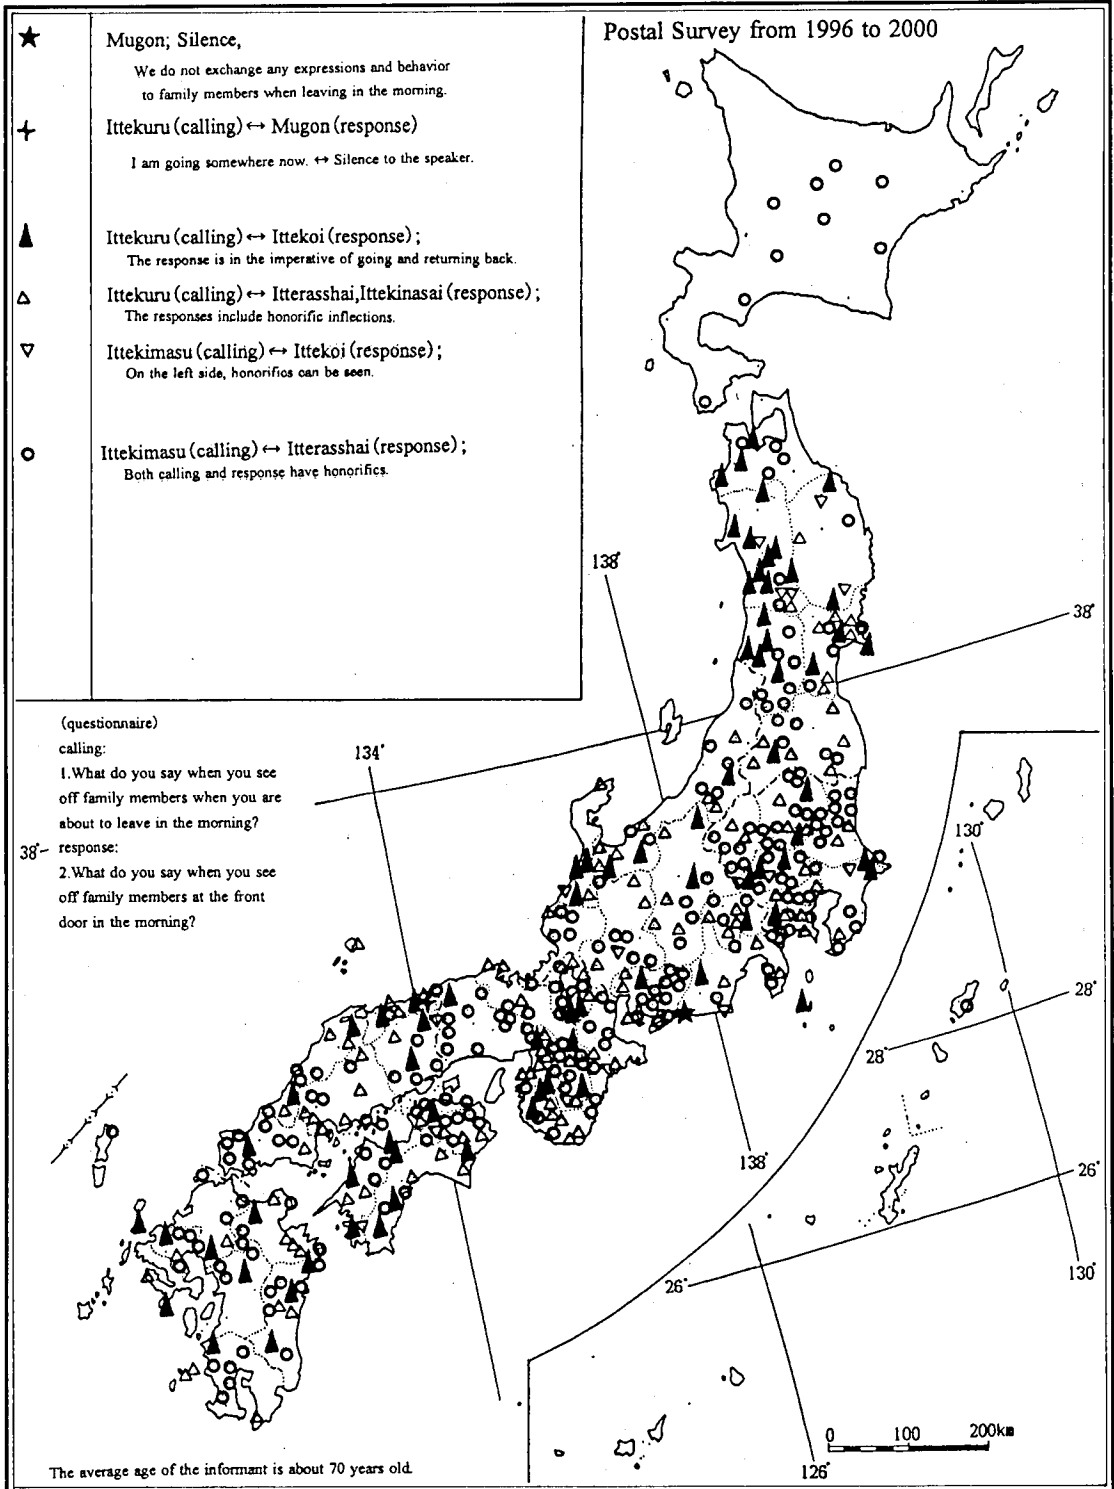 Postal Survey from 1996 to 2000
Mugon; Silence,
We do not exchange any expressions and behavior
to family members when leaving in the morning.
Ittekuru (calling) ↔ Mugon (response)
I am going somewhere now. ↔ Silence to the speaker.
Ittekuru (calling) ↔ Ittekoi (response) ;
The response is in the imperative of going and returning back.
Ittekuru (calling) ↔ Itterasshai,Ittekinasai (response) ;
The responses include honorific inflections.
Ittekimasu (calling) ↔ Ittekoi (response) ;
On the left side, honorifics can be seen.
Ittekimasu (calling) ↔ Itterasshai (response) ;
Both calling and response have honorifics.
138°
38°
(questionnaire)
calling:
1.What do you say when you see
off family members when you are
about to leave in the morning?
38°
response:
2.What do you say when you see
off family members at the front
door in the morning?
134°
130°
28°
28°
138°
26°
26°
130°
0 100 200km
126°
The average age of the informant is about 70 years old.